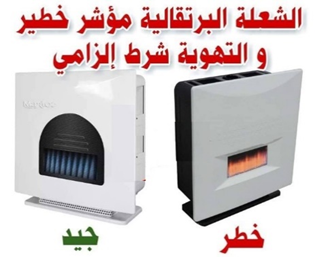 الشعلة البرتقالية مؤشر خطير
و التهوية شرط إلزامي
جيد
خطر